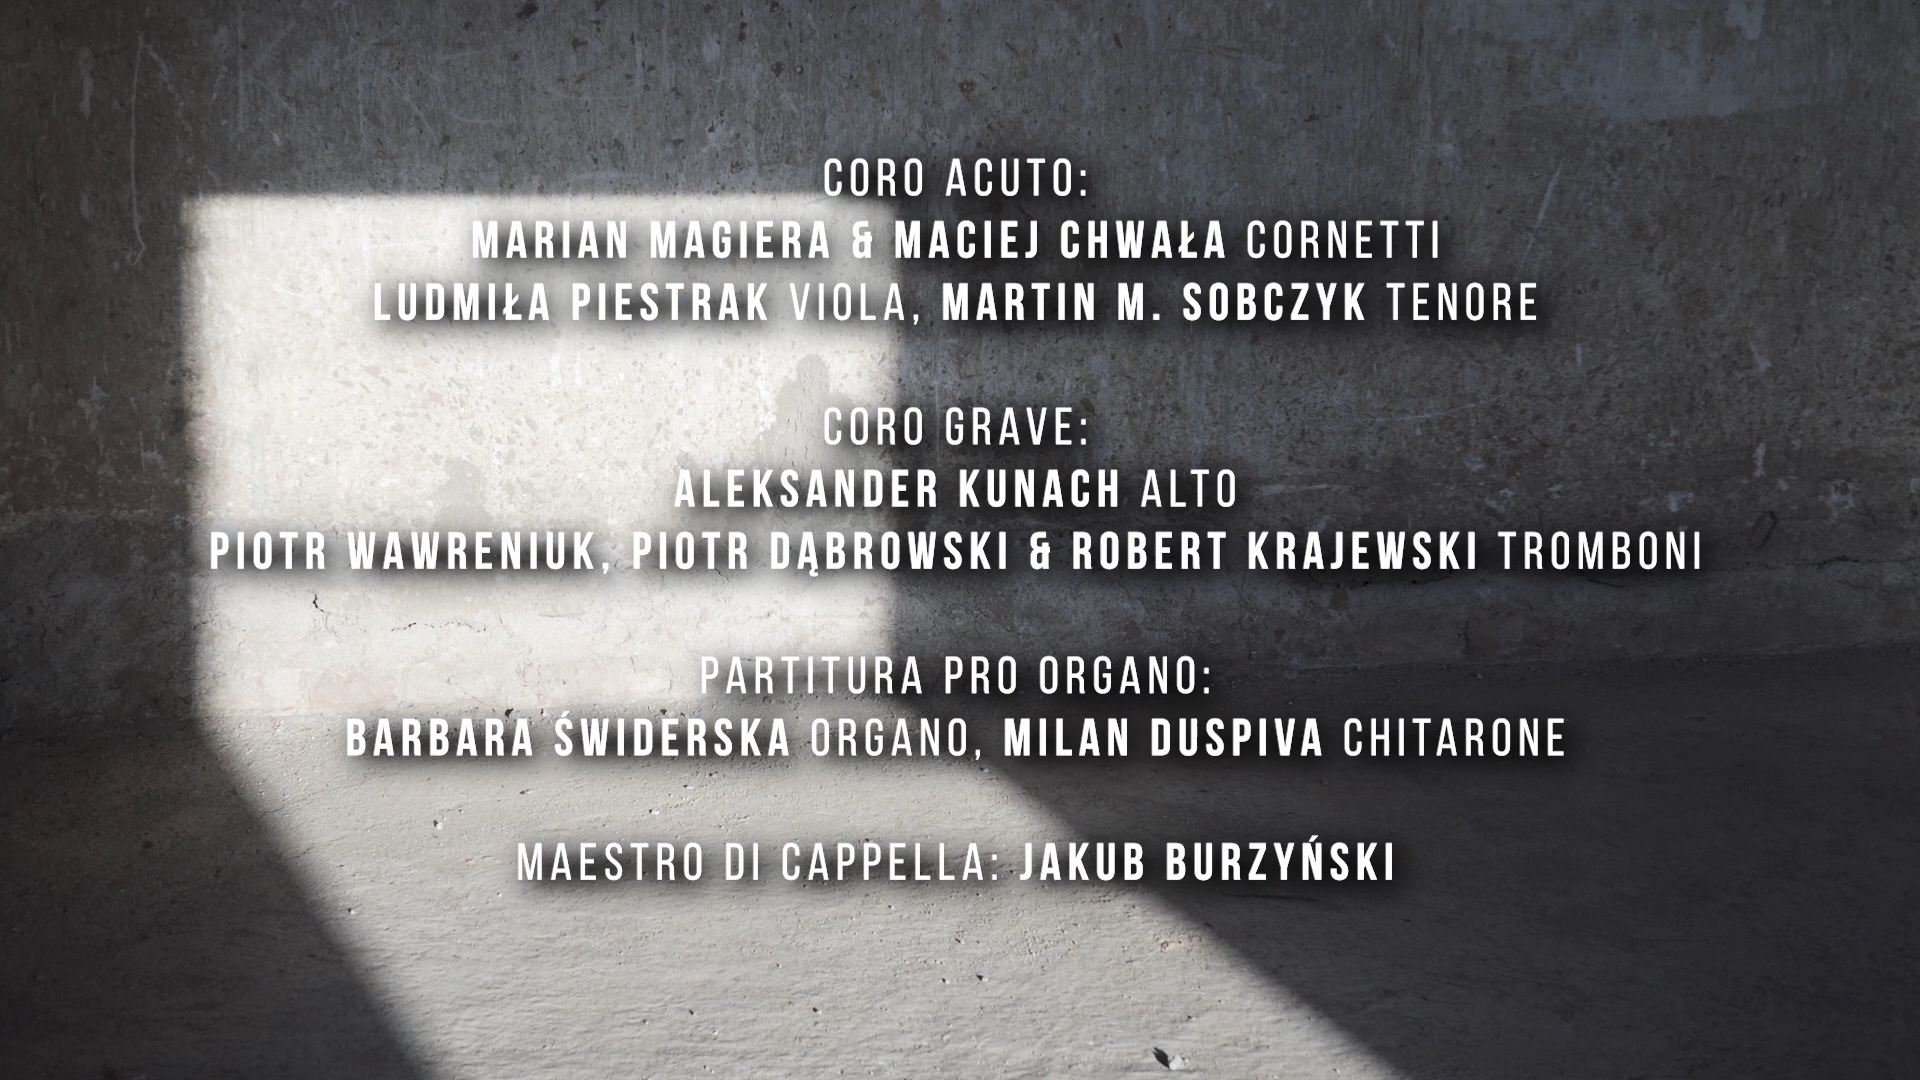 CORO ACUTO:
MARIAN MAGIERA & MACIEJ CHWAŁA CORNETTI
LUDMIŁA PIESTRAK VIOLA, MARTIN M. SOBCZYK TENORE
CORO GRAVE:
ALEKSANDER KUNACH ALTO
PIOTR WAWRENIUK, PIOTR DĄBROWSKI & ROBERT KRAJEWSKI TROMBONI
PARTITURA PRO ORGANO:
BARBARA ŚWIDERSKA ORGANO, MILAN DUSPIVA CHITARONE
MAESTRO DI CAPPELLA: JAKUB BURZYŃSKI